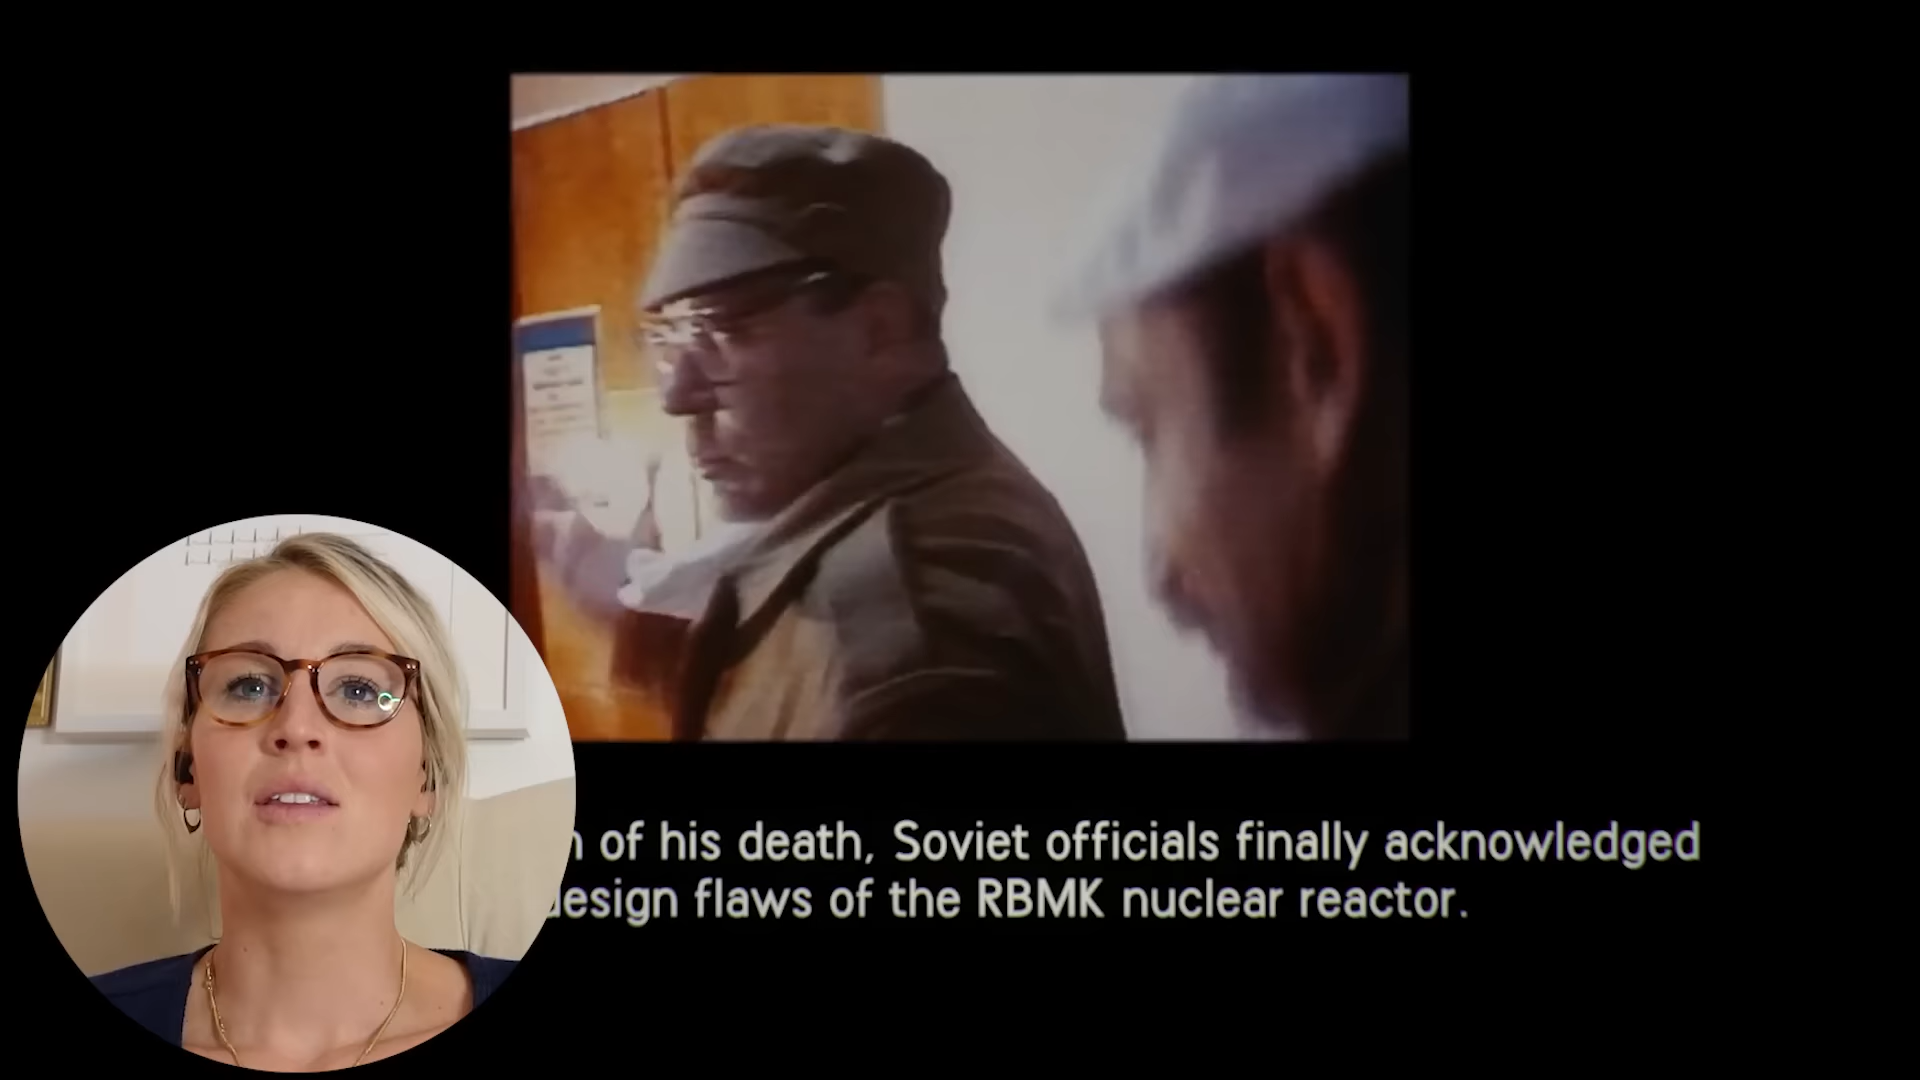 of his death, Soviet officials finally acknowledged
design flaws of the RBMK nuclear reactor.